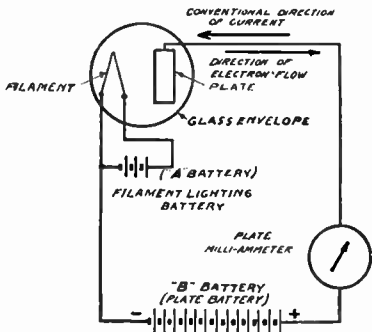 CONVENTIONAL DIRECTION
OF CURRENT
DIRECTION OF
ELECTRON-FLOW
PLATE
FILAMENT
GLASS ENVELOPE
("A" BATTERY)
FILAMENT LIGHTING
BATTERY
PLATE
MILLI-AMMETER
"B" BATTERY
(PLATE BATTERY)
- +